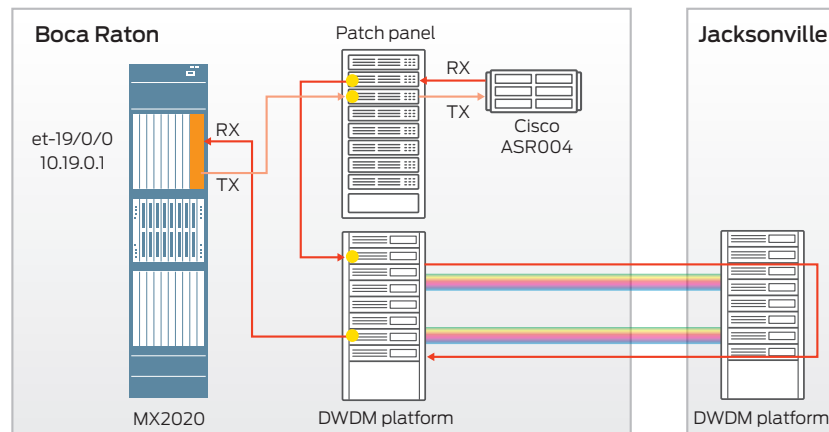 Boca Raton
Patch panel
Jacksonville
RX
TX
Cisco
ASR004
et-19/0/0
10.19.0.1
RX
TX
MX2020
DWDM platform
DWDM platform